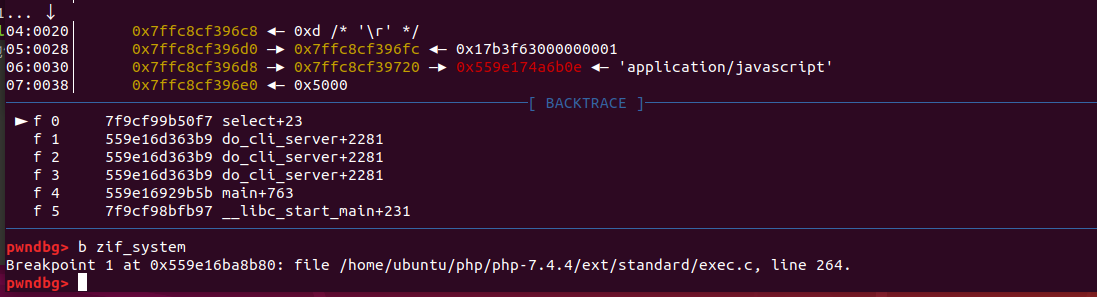 ... ↓
04:0020│ 0x7ffc8cf396c8 ◂— 0xd /* '\r' */
05:0028│ 0x7ffc8cf396d0 —▸ 0x7ffc8cf396fc ◂— 0x17b3f63000000001
06:0030│ 0x7ffc8cf396d8 —▸ 0x7ffc8cf39720 —▸ 0x559e174a6b0e ◂— 'application/javascript'
07:0038│ 0x7ffc8cf396e0 ◂— 0x5000
[ BACKTRACE ]
► f 0 7f9cf99b50f7 select+23
f 1 559e16d363b9 do_cli_server+2281
f 2 559e16d363b9 do_cli_server+2281
f 3 559e16d363b9 do_cli_server+2281
f 4 559e16929b5b main+763
f 5 7f9cf98bfb97 __libc_start_main+231
pwndbg> b zif_system
Breakpoint 1 at 0x559e16ba8b80: file /home/ubuntu/php/php-7.4.4/ext/standard/exec.c, line 264.
pwndbg>